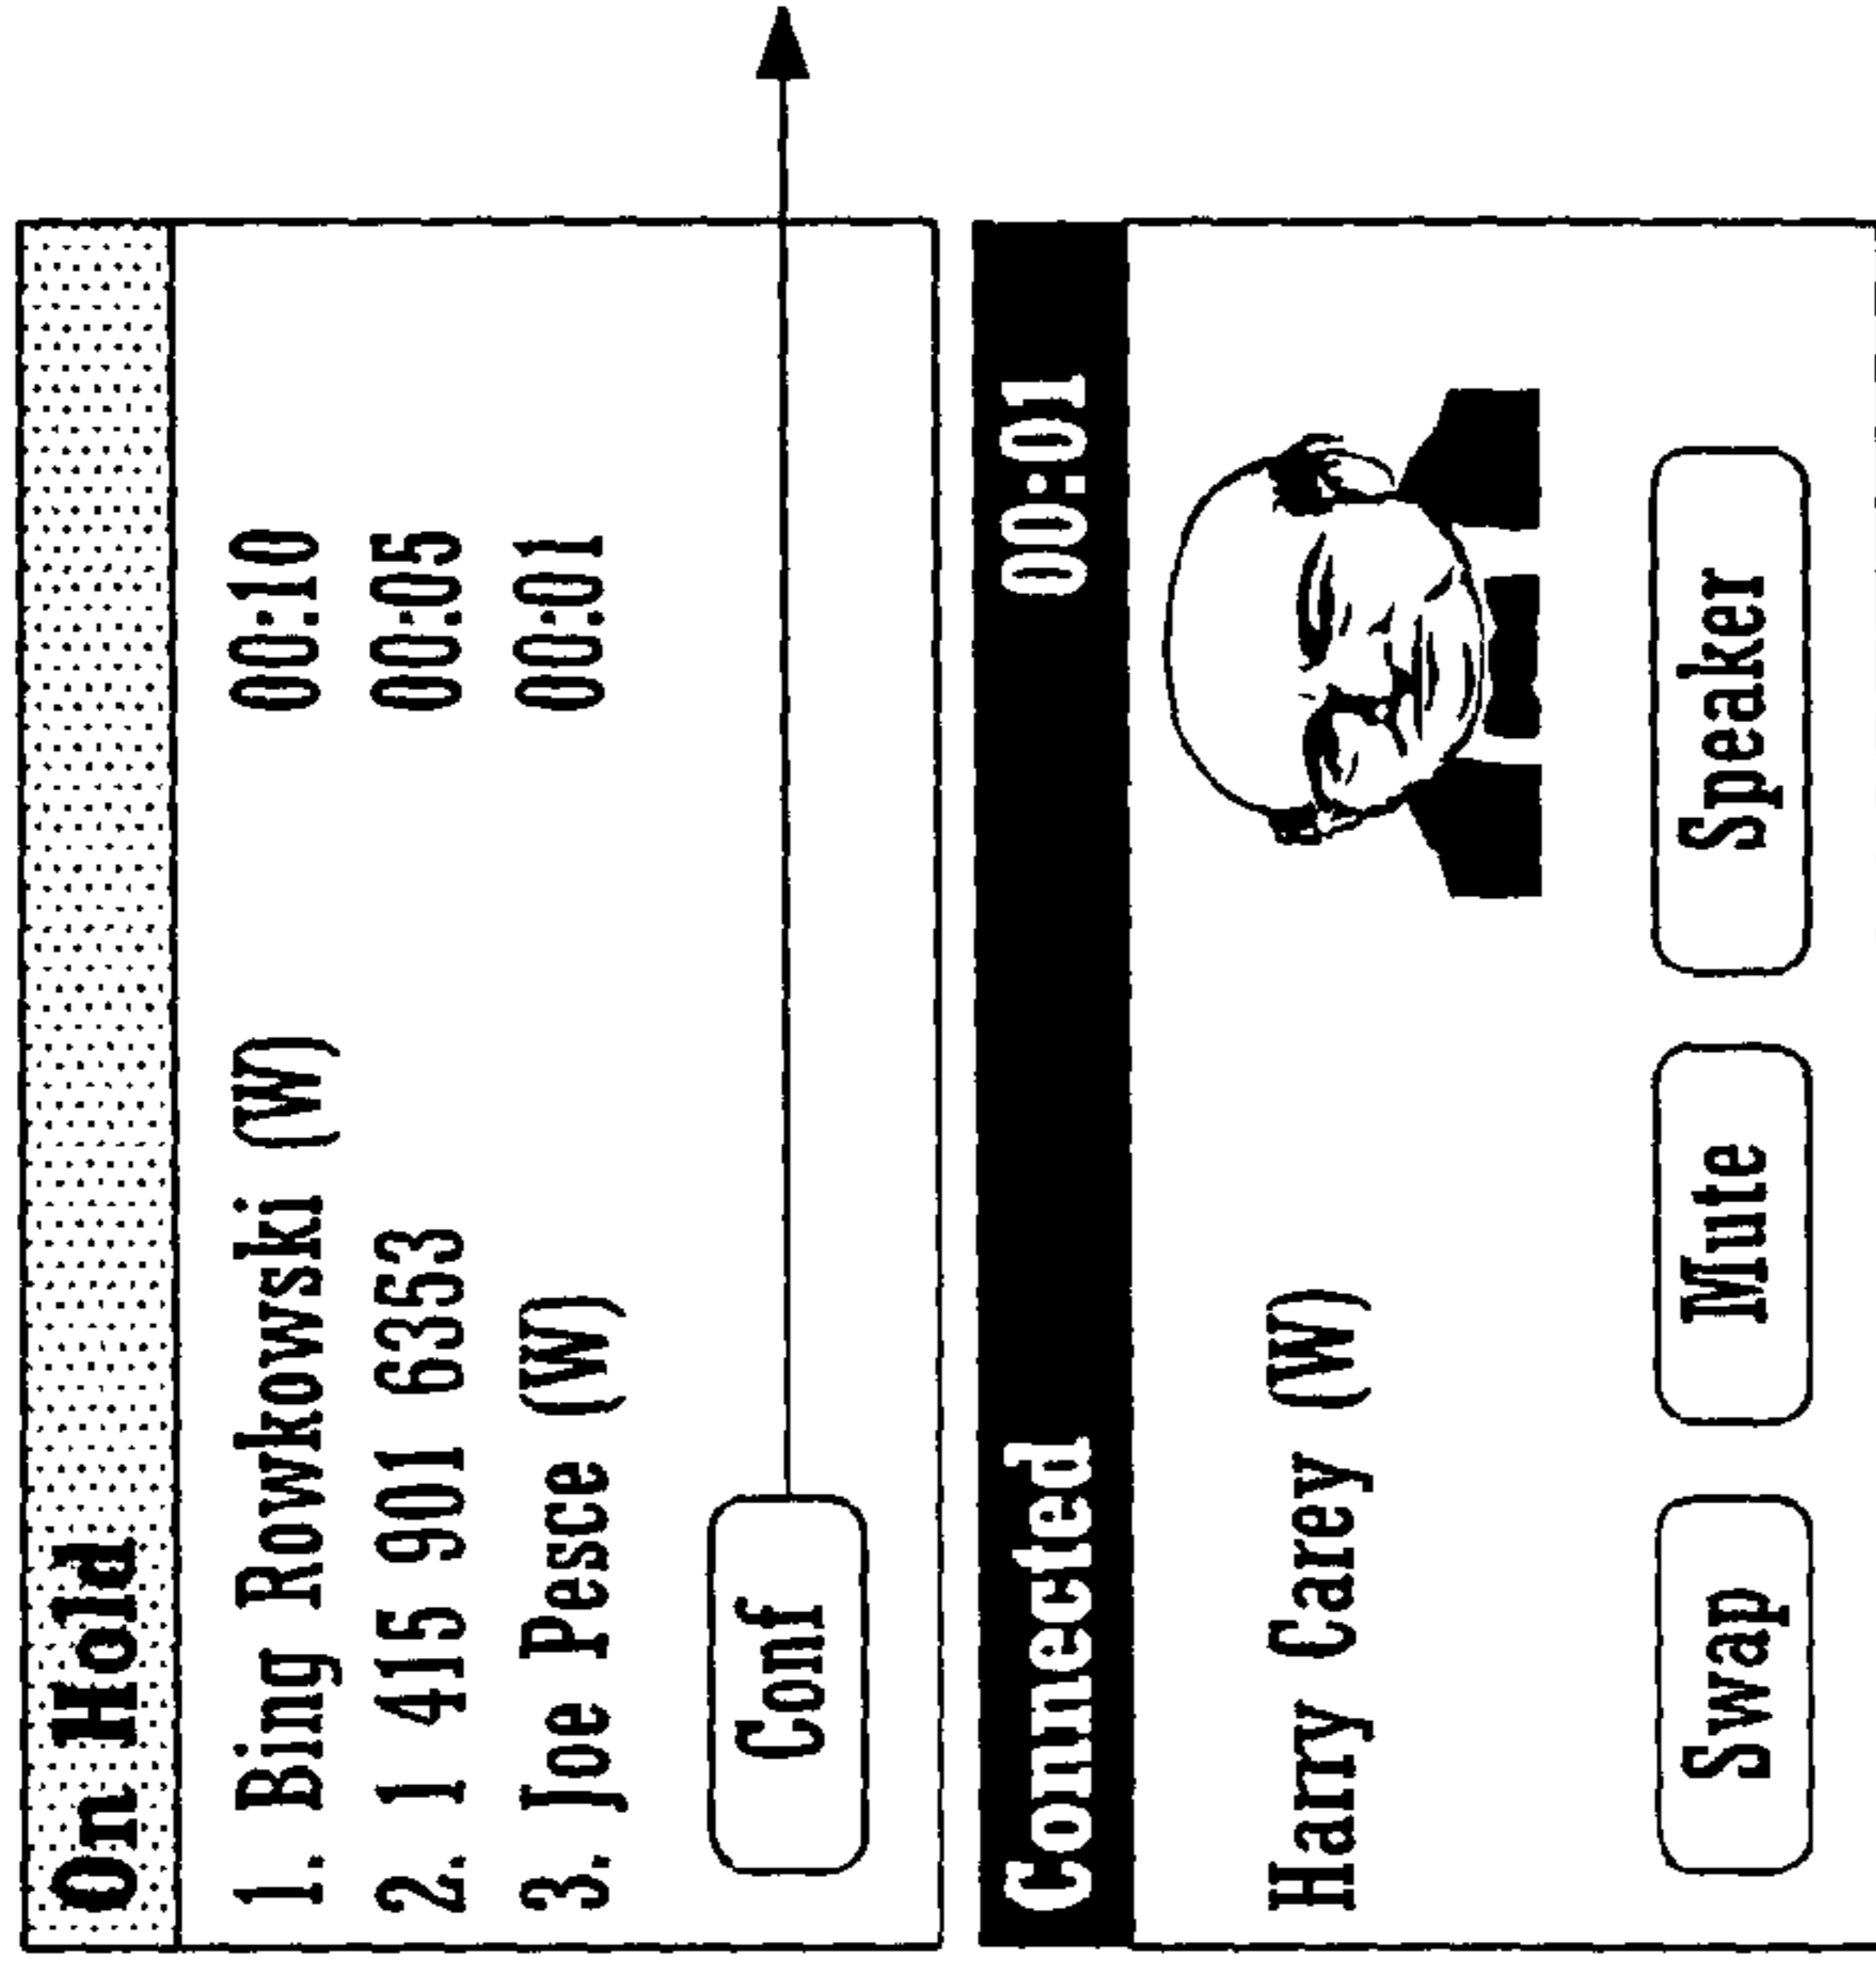 On Hold
1. Bing Rowkowski (W) 00:10
2. 1 415 901 6353 00:05
3. Joe Pesce (W) 00:01
Conf
Connected 00:01
Harry Carey (W)
Swap Mute Speaker